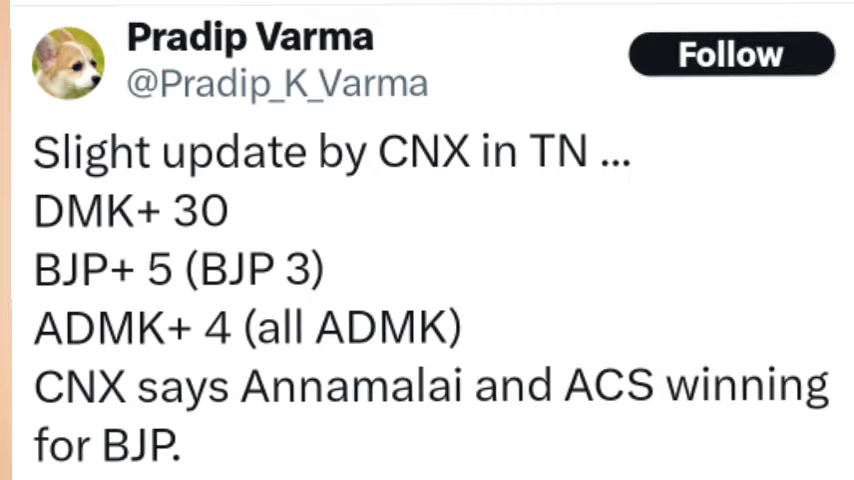 Pradip Varma
@Pradip_K_Varma
Follow
Slight update by CNX in TN ...
DMK+ 30
BJP+ 5 (BJP 3)
ADMK+ 4 (all ADMK)
CNX says Annamalai and ACS winning
for BJP.